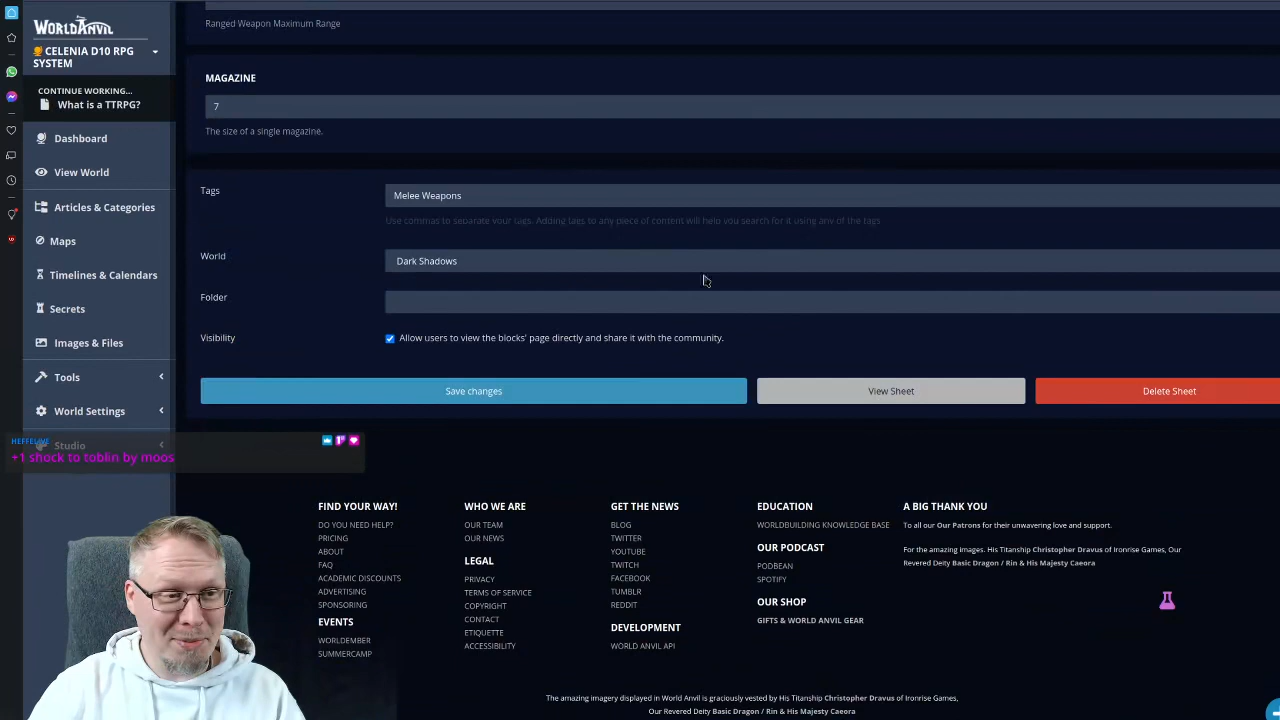 WORLDANVIL
CELENIA D10 RPG SYSTEM
CONTINUE WORKING...
What is a TTRPG?
Dashboard
View World
Articles & Categories
Maps
Timelines & Calendars
Secrets
Images & Files
Tools
World Settings
Studio
HEFFELIVE
+1 shock to toblin by moos
Ranged Weapon Maximum Range
MAGAZINE
7
The size of a single magazine.
Tags
Melee Weapons
Use commas to separate your tags. Adding tags to any piece of content will help you search for it using any of the tags
World
Dark Shadows
Folder
Visibility
Allow users to view the blocks' page directly and share it with the community.
Save changes
View Sheet
Delete Sheet
FIND YOUR WAY!
DO YOU NEED HELP?
PRICING
ABOUT
FAQ
ACADEMIC DISCOUNTS
ADVERTISING
SPONSORING
EVENTS
WORLDEMBER
SUMMERCAMP
WHO WE ARE
OUR TEAM
OUR NEWS
LEGAL
PRIVACY
TERMS OF SERVICE
COPYRIGHT
CONTACT
ETIQUETTE
ACCESSIBILITY
GET THE NEWS
BLOG
TWITTER
YOUTUBE
TWITCH
FACEBOOK
TUMBLR
REDDIT
DEVELOPMENT
WORLD ANVIL API
EDUCATION
WORLDBUILDING KNOWLEDGE BASE
OUR PODCAST
PODBEAN
SPOTIFY
OUR SHOP
GIFTS & WORLD ANVIL GEAR
A BIG THANK YOU
To all our Our Patrons for their unwavering love and support.
For the amazing images. His Titanship Christopher Dravus of Ironrise Games, Our
Revered Deity Basic Dragon / Rin & His Majesty Caeora
The amazing imagery displayed in World Anvil is graciously vested by His Titanship Christopher Dravus of Ironrise Games,
Our Revered Deity Basic Dragon / Rin & His Majesty Caeora